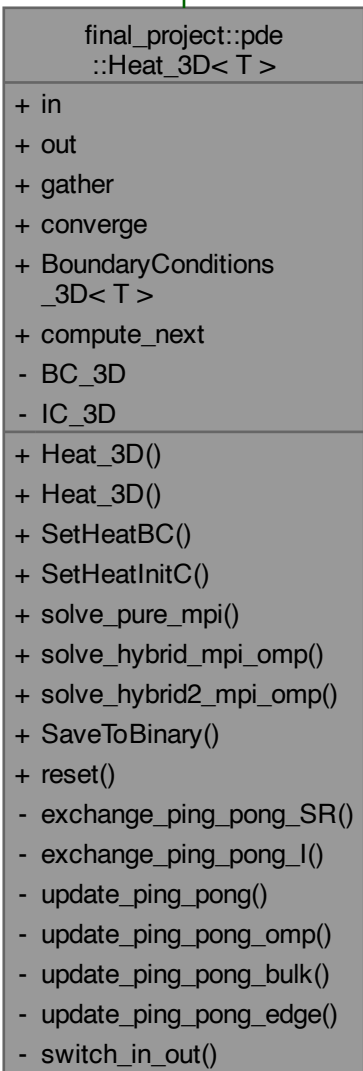 final_project::pde
::Heat_3D< T >
+ in
+ out
+ gather
+ converge
+ BoundaryConditions
_3D< T >
+ compute_next
- BC_3D
- IC_3D
+ Heat_3D()
+ Heat_3D()
+ SetHeatBC()
+ SetHeatInitC()
+ solve_pure_mpi()
+ solve_hybrid_mpi_omp()
+ solve_hybrid2_mpi_omp()
+ SaveToBinary()
+ reset()
- exchange_ping_pong_SR()
- exchange_ping_pong_I()
- update_ping_pong()
- update_ping_pong_omp()
- update_ping_pong_bulk()
- update_ping_pong_edge()
- switch_in_out()